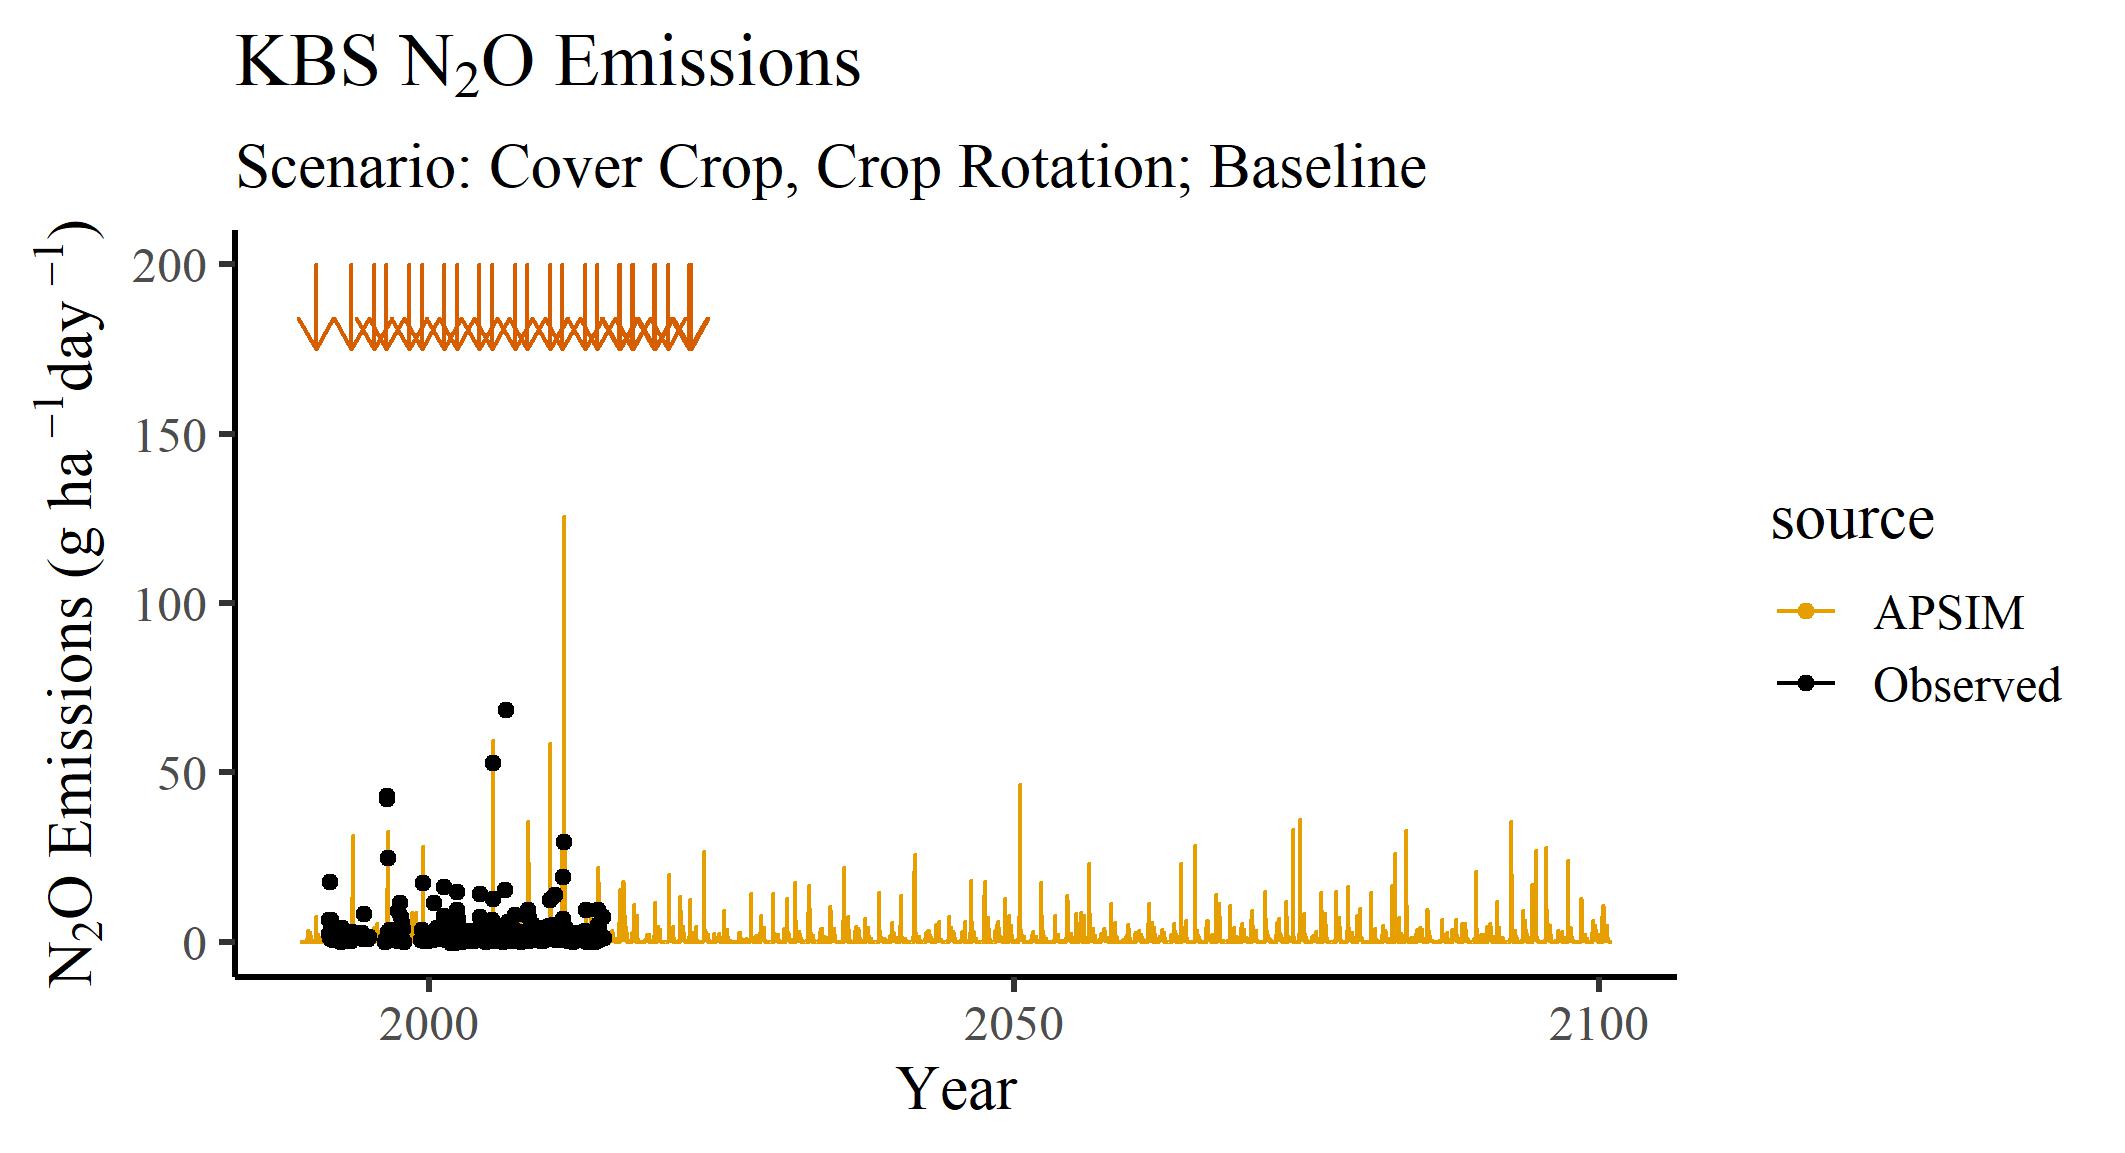 KBS N₂O Emissions
Scenario: Cover Crop, Crop Rotation; Baseline
N₂O Emissions (g ha ⁻¹day ⁻¹)
200
150
100
50
0
2000 2050 2100
Year
source
APSIM
Observed